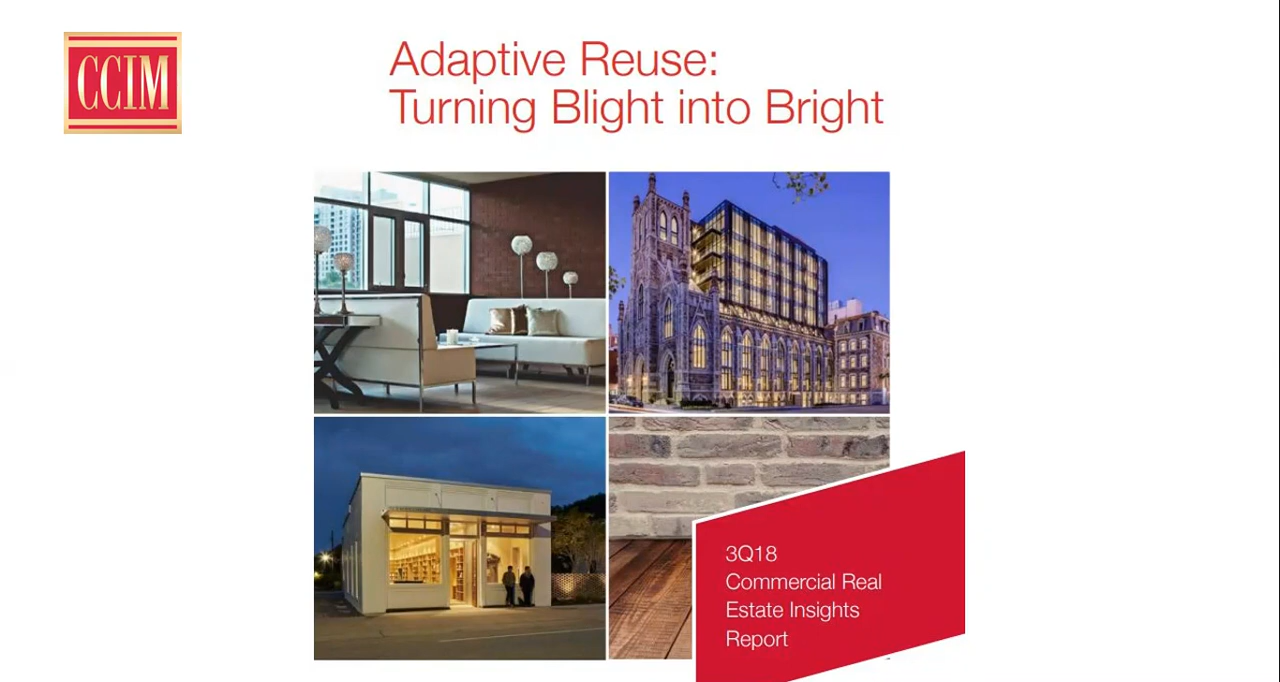 CCIM
Adaptive Reuse:
Turning Blight into Bright
3Q18
Commercial Real
Estate Insights
Report